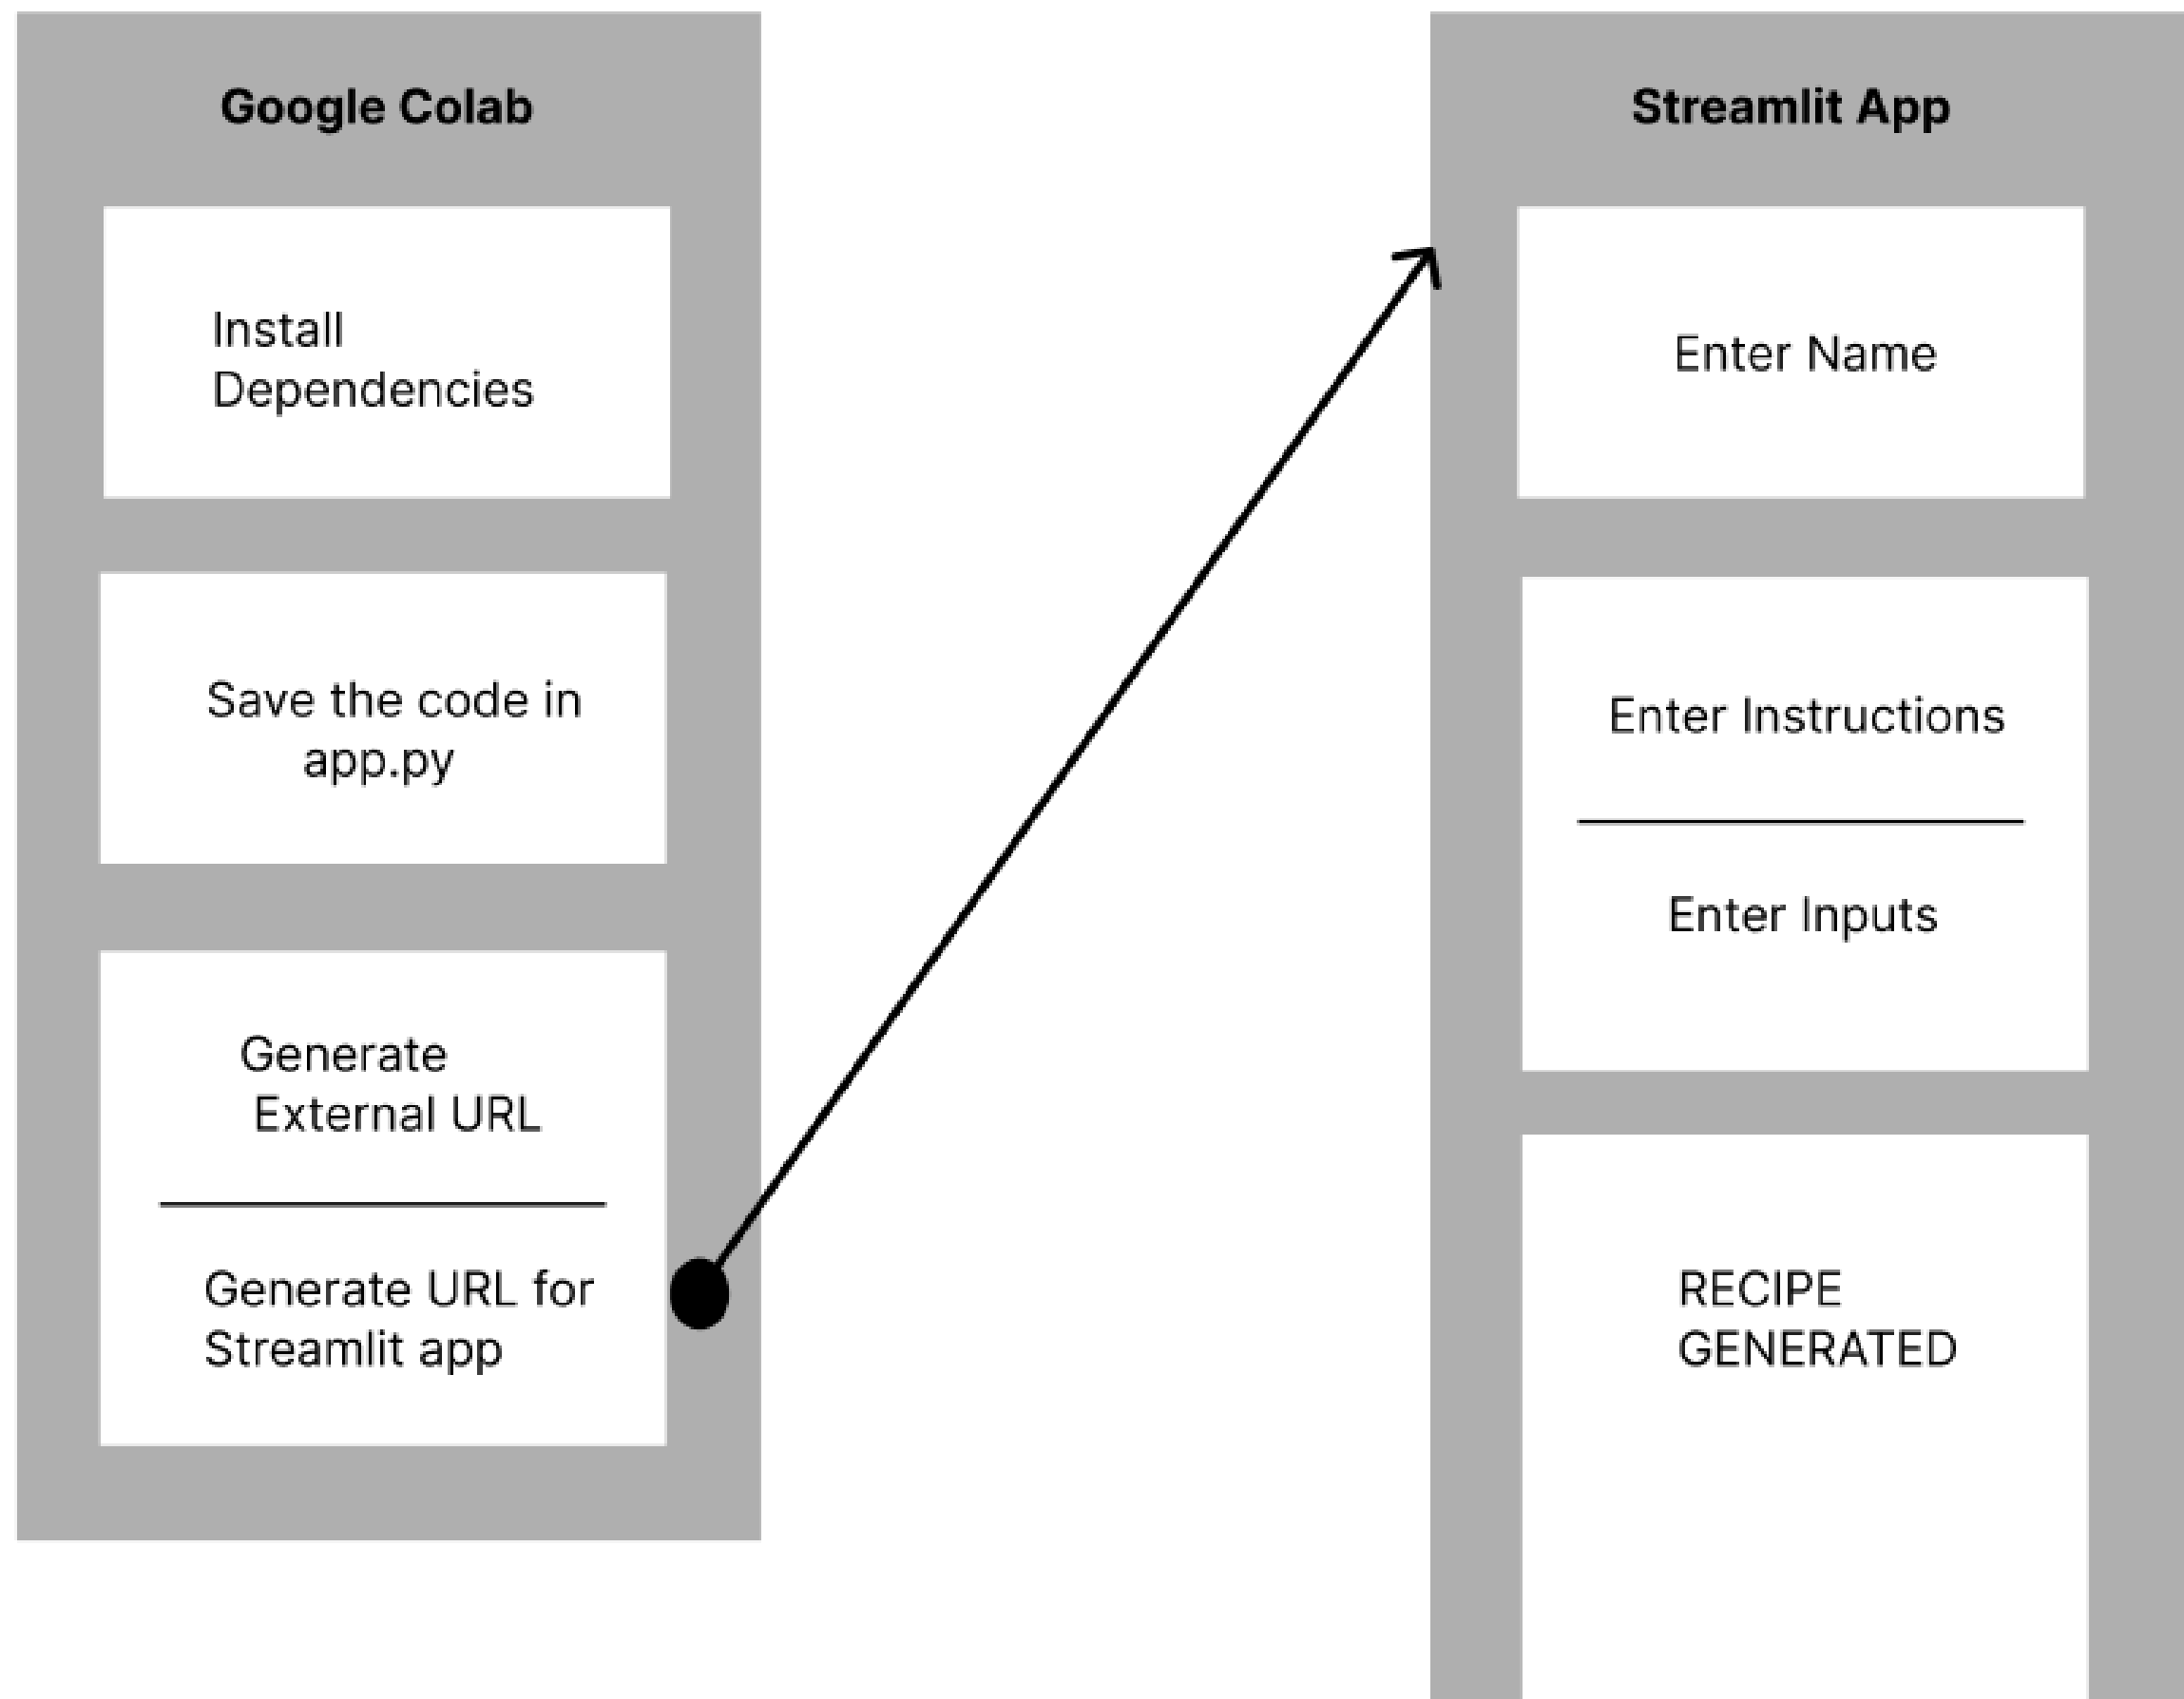 Google Colab
Install
Dependencies
Save the code in
app.py
Generate
External URL
Generate URL for
Streamlit app
Streamlit App
Enter Name
Enter Instructions
Enter Inputs
RECIPE
GENERATED